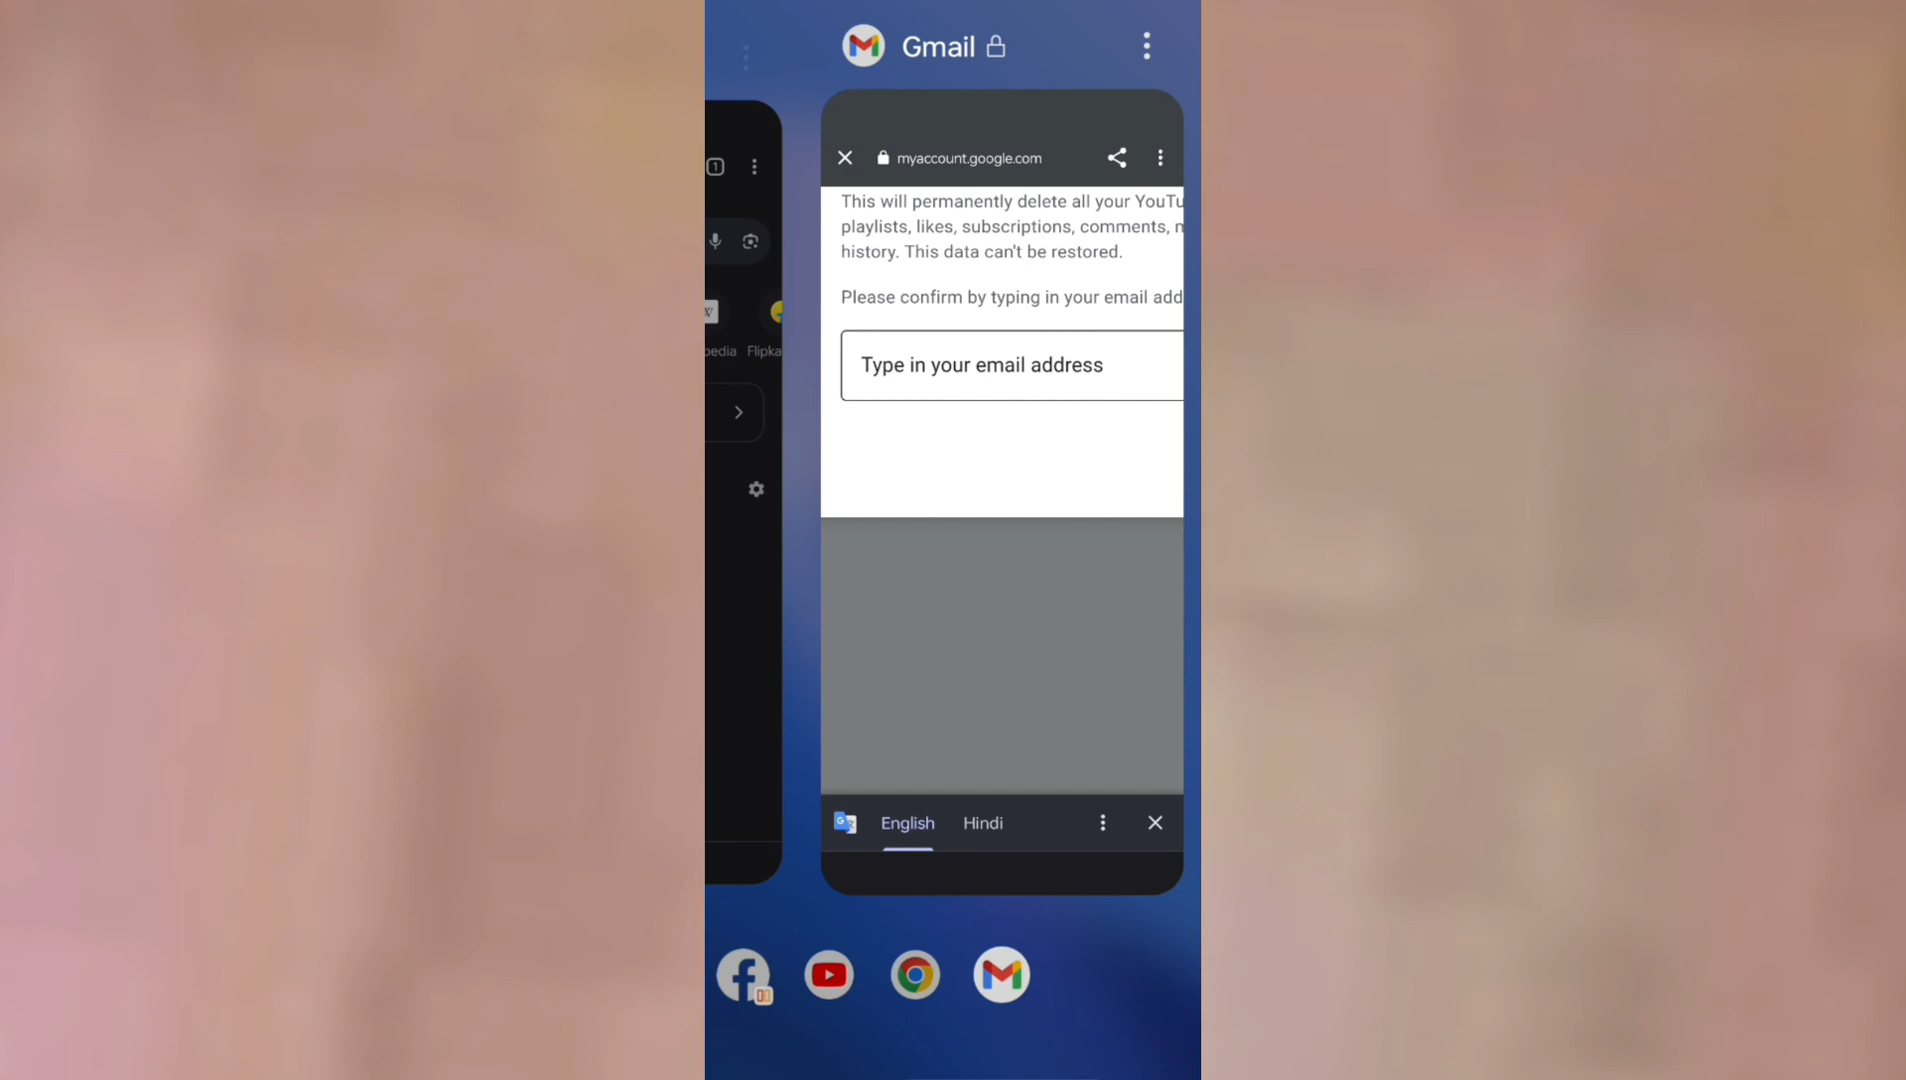 Gmail
myaccount.google.com
1
This will permanently delete all your YouTu
playlists, likes, subscriptions, comments, m
history. This data can't be restored.
Please confirm by typing in your email add
W
pedia Flipka
Type in your email address
English Hindi